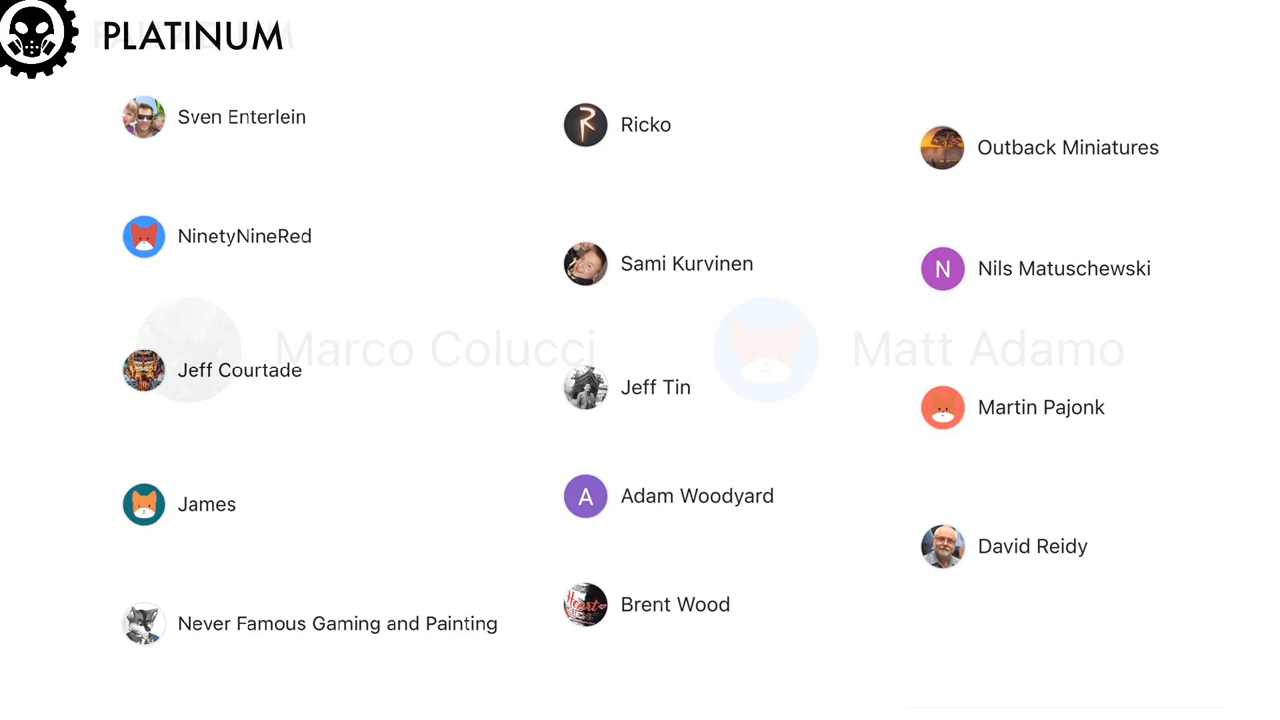 PLATINUM
Sven Enterlein
NinetyNineRed
Jeff Courtade
James
Never Famous Gaming and Painting
Ricko
Sami Kurvinen
Jeff Tin
A Adam Woodyard
Brent Wood
Outback Miniatures
N Nils Matuschewski
Martin Pajonk
David Reidy
Marco Colucci
Matt Adamo
R
Heart